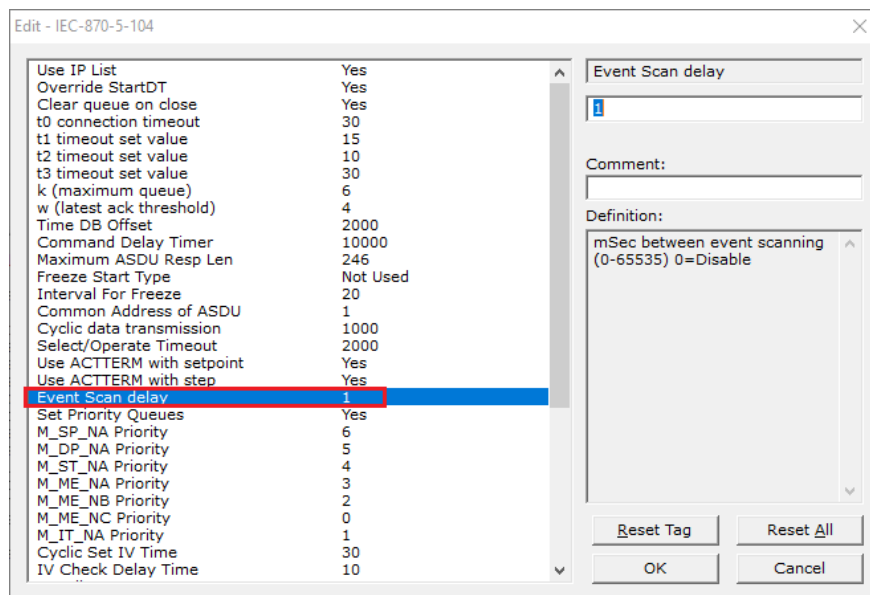 Edit - IEC-870-5-104
Use IP List Yes
Override StartDT Yes
Clear queue on close Yes
t0 connection timeout 30
t1 timeout set value 15
t2 timeout set value 10
t3 timeout set value 30
k (maximum queue) 6
w (latest ack threshold) 4
Time DB Offset 2000
Command Delay Timer 10000
Maximum ASDU Resp Len 246
Freeze Start Type Not Used
Interval For Freeze 20
Common Address of ASDU 1
Cyclic data transmission 1000
Select/Operate Timeout 2000
Use ACTTERM with setpoint Yes
Use ACTTERM with step Yes
Event Scan delay 1
Set Priority Queues Yes
M_SP_NA Priority 6
M_DP_NA Priority 5
M_ST_NA Priority 4
M_ME_NA Priority 3
M_ME_NB Priority 2
M_ME_NC Priority 0
M_IT_NA Priority 1
Cyclic Set IV Time 30
IV Check Delay Time 10
Event Scan delay
1
Comment:
Definition:
mSec between event scanning
(0-65535) 0=Disable
Reset Tag Reset All
OK Cancel